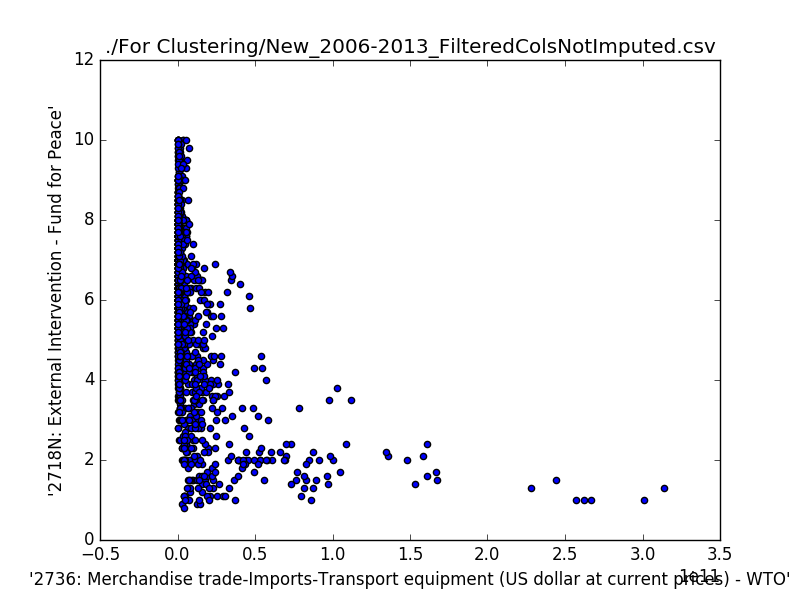 ./For Clustering/New_2006-2013_FilteredColsNotImputed.csv
'2718N: External Intervention - Fund for Peace'
12
10
8
6
4
2
0
−0.5 0.0 0.5 1.0 1.5 2.0 2.5 3.0 3.5
1e11
'2736: Merchandise trade-Imports-Transport equipment (US dollar at current prices) - WTO'